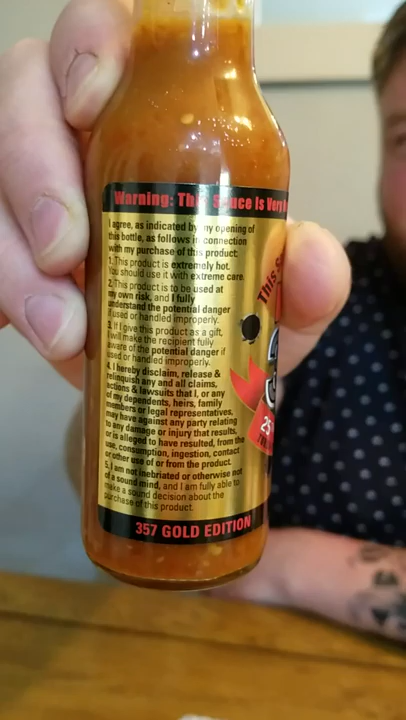 Warning: This Sauce Is Very
I agree, as indicated by my opening of
this bottle, as follows in connection
with my purchase of this product:
1. This product is extremely hot.
You should use it with extreme care.
2. This product is to be used at
my own risk, and I fully
understand the potential danger
if used or handled improperly.
3. If I give this product as a gift,
I will make the recipient fully
aware of the potential danger if
used or handled improperly.
4. I hereby disclaim, release &
relinquish any and all claims,
actions & lawsuits that I, or any
of my dependents, heirs, family
members or legal representatives,
may have against any party relating
to any damage or injury that results,
or is alleged to have resulted, from the
use, consumption, ingestion, contact
or other use of or from the product.
5. I am not inebriated or otherwise not
of a sound mind, and I am fully able to
make a sound decision about the
purchase of this product.
357 GOLD EDITION
This
25